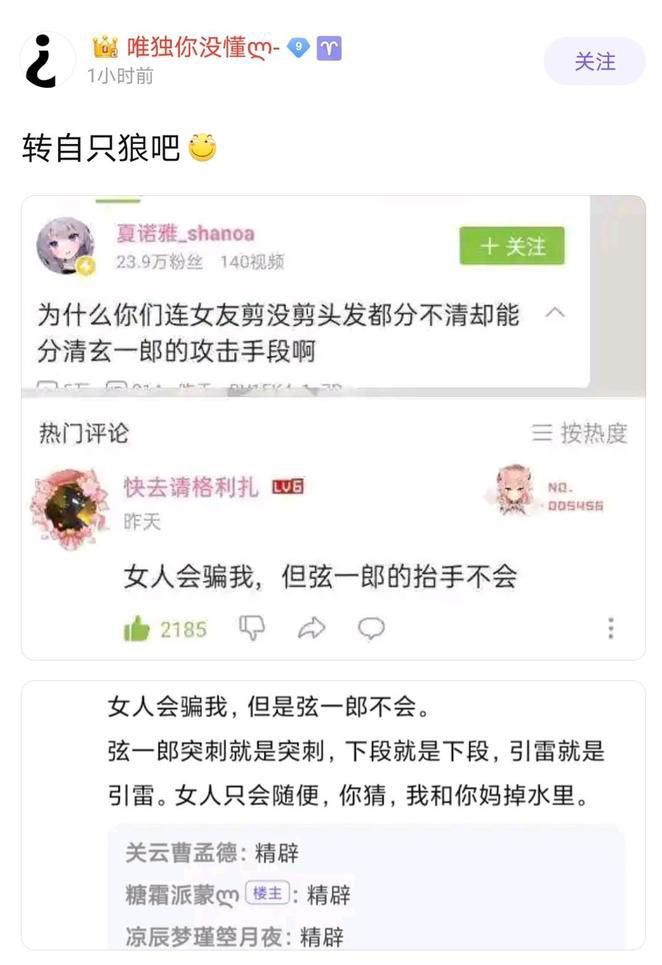 唯独你没懂ლ- 9
1小时前
关注
转自只狼吧
夏诺雅_shanoa
23.9万粉丝 140视频
+ 关注
为什么你们连女友剪没剪头发都分不清却能
分清玄一郎的攻击手段啊
热门评论
按热度
快去请格利扎 LV6
昨天
NO.
005456
女人会骗我，但弦一郎的抬手不会
2185
女人会骗我，但是弦一郎不会。
弦一郎突刺就是突刺，下段就是下段，引雷就是
引雷。女人只会随便，你猜，我和你妈掉水里。
关云曹孟德：精辟
糖霜派蒙ლ 楼主：精辟
凉辰梦瑾箜月夜：精辟